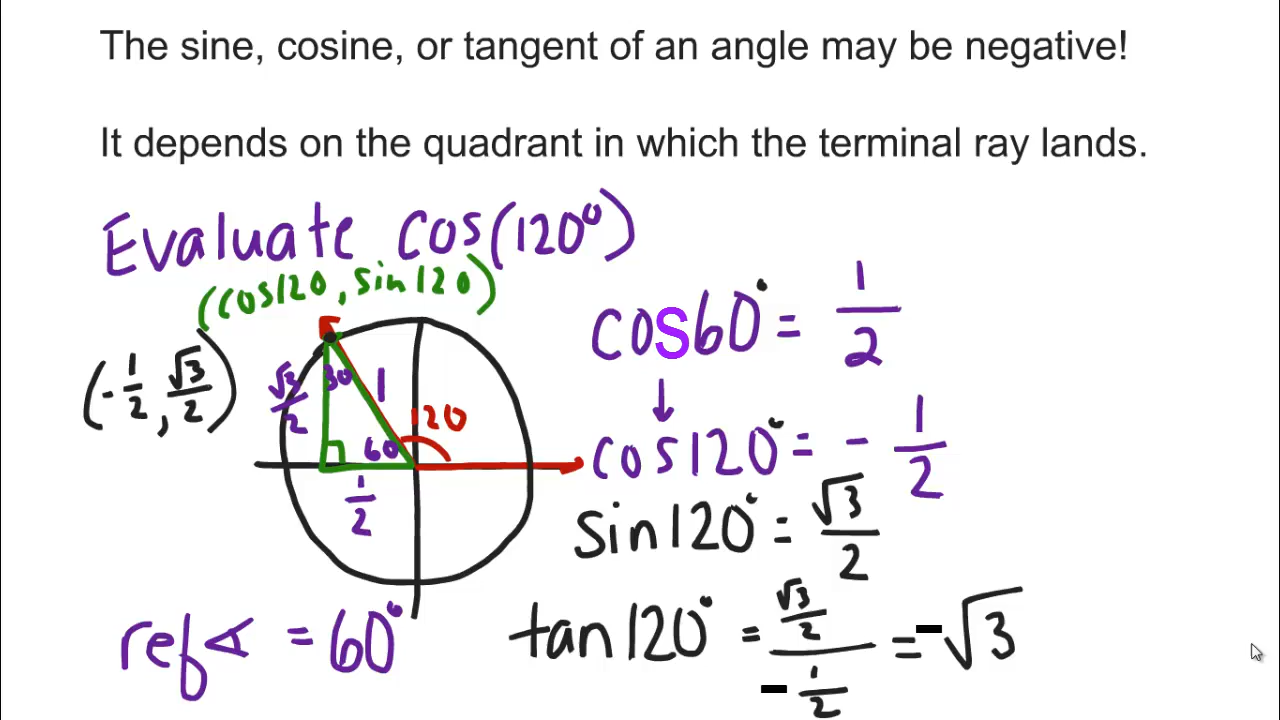 The sine, cosine, or tangent of an angle may be negative!
It depends on the quadrant in which the terminal ray lands.
Evaluate cos(120°)
(cos120, sin120)
(-1/2, √3/2)
√3/2
30
1
120
60
1/2
cos60° = 1/2
↓
cos120° = - 1/2
sin120° = √3/2
ref∢ = 60°
tan120° = √3/2 / -1/2 = -√3